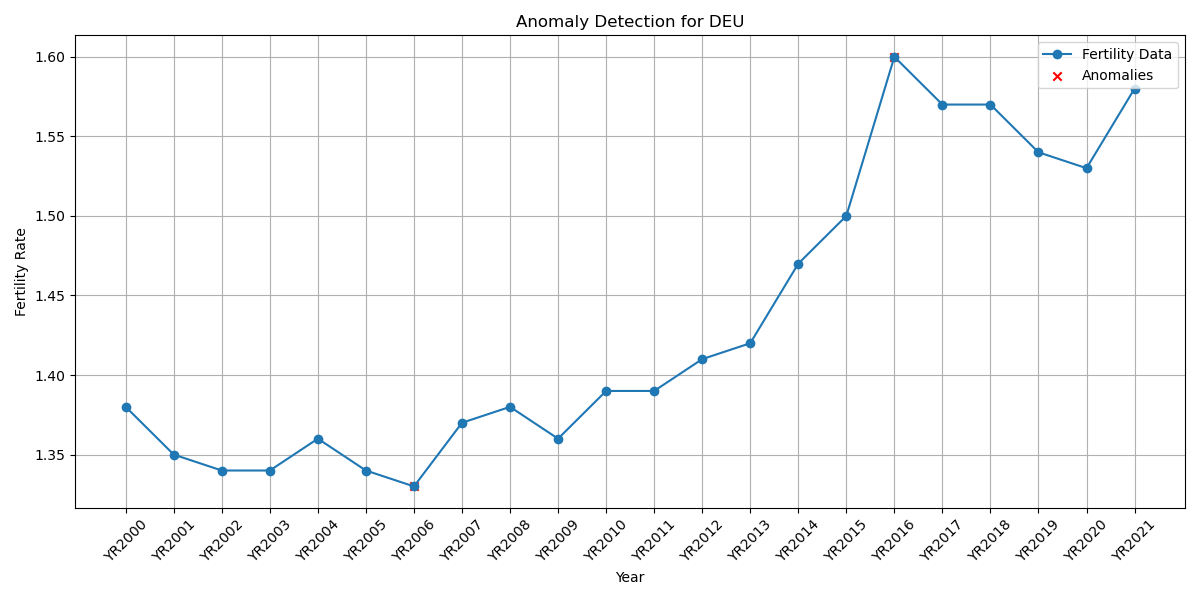 Anomaly Detection for DEU
Fertility Data
Anomalies
Fertility Rate
1.60
1.55
1.50
1.45
1.40
1.35
YR2000
YR2001
YR2002
YR2003
YR2004
YR2005
YR2006
YR2007
YR2008
YR2009
YR2010
YR2011
YR2012
YR2013
YR2014
YR2015
YR2016
YR2017
YR2018
YR2019
YR2020
YR2021
Year